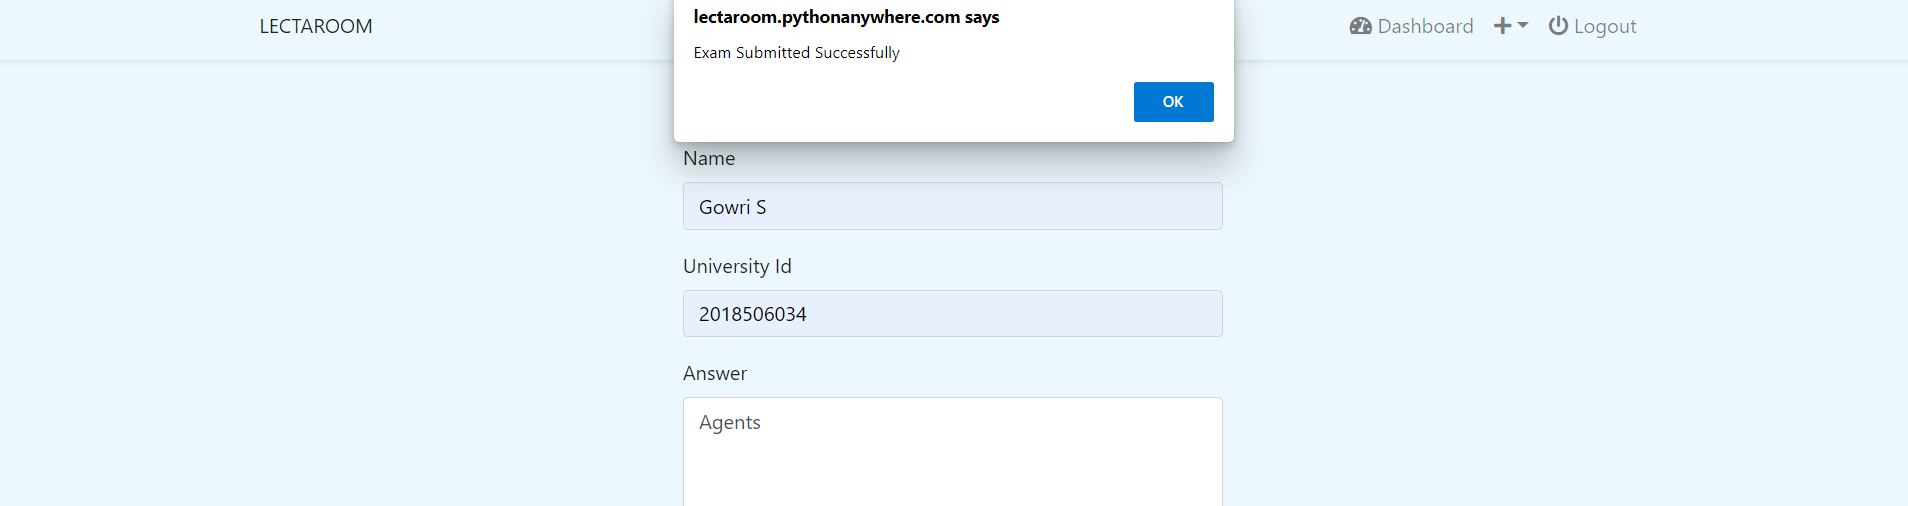 LECTAROOM
Dashboard
Logout
lectaroom.pythonanywhere.com says
Exam Submitted Successfully
OK
Name
Gowri S
University Id
2018506034
Answer
Agents